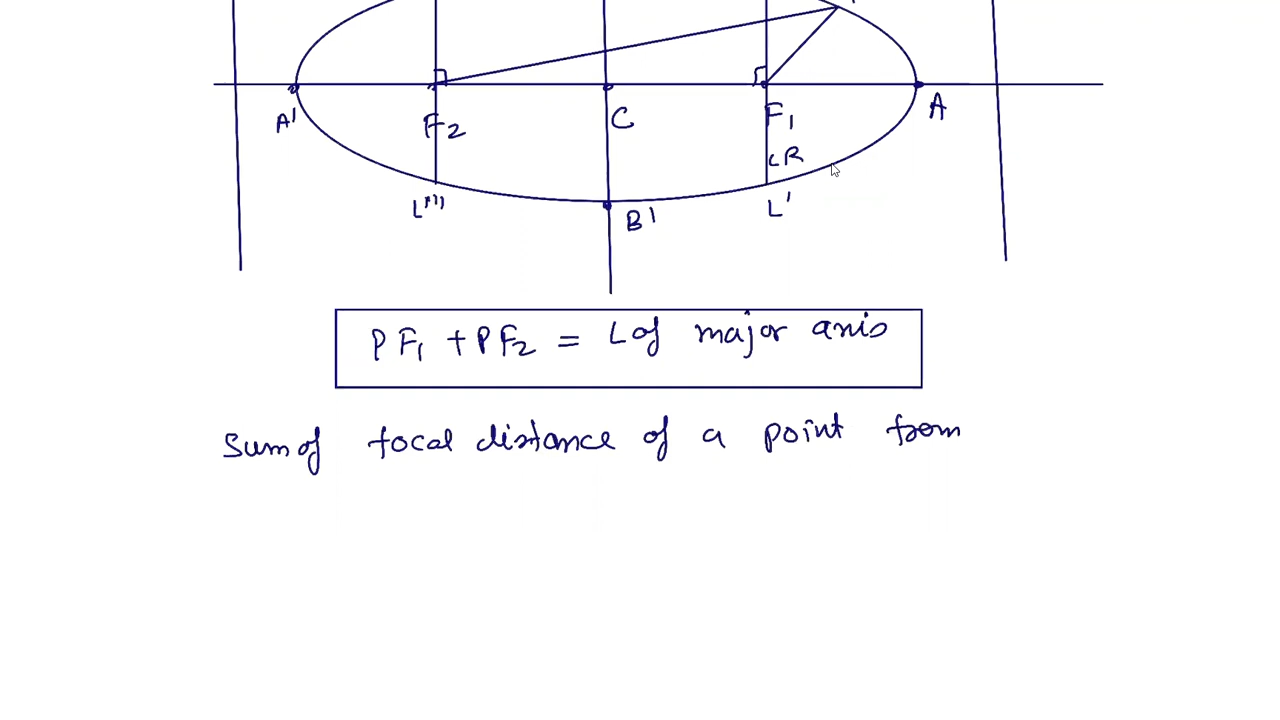 A' F2 C F1 A
LR
L''' B' L'
PF1 + PF2 = L of major axis
Sum of focal distance of a point from